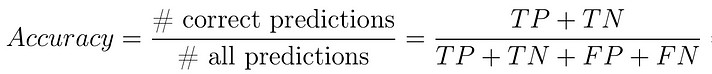 Accuracy = # correct predictions / # all predictions = TP + TN / TP + TN + FP + FN =